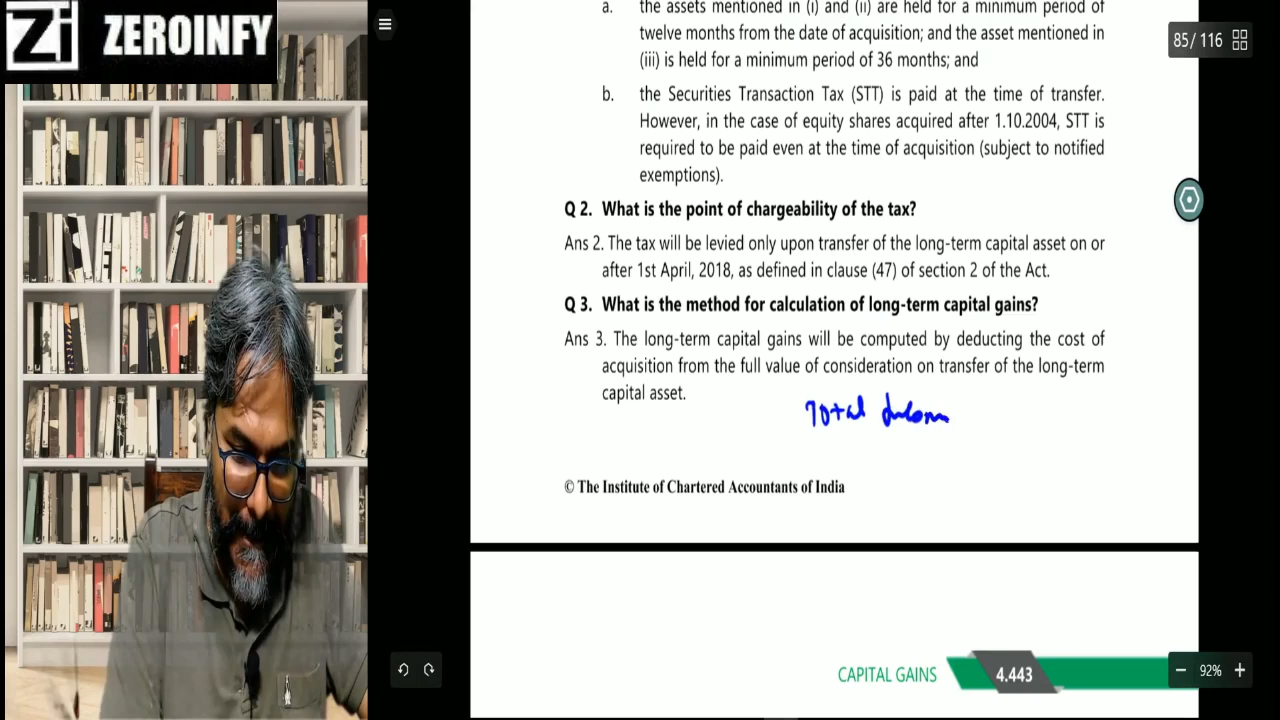 Zi ZEROINFY
85 / 116
a. the assets mentioned in (i) and (ii) are held for a minimum period of
twelve months from the date of acquisition; and the asset mentioned in
(iii) is held for a minimum period of 36 months; and
b. the Securities Transaction Tax (STT) is paid at the time of transfer.
However, in the case of equity shares acquired after 1.10.2004, STT is
required to be paid even at the time of acquisition (subject to notified
exemptions).
Q 2. What is the point of chargeability of the tax?
Ans 2. The tax will be levied only upon transfer of the long-term capital asset on or
after 1st April, 2018, as defined in clause (47) of section 2 of the Act.
Q 3. What is the method for calculation of long-term capital gains?
Ans 3. The long-term capital gains will be computed by deducting the cost of
acquisition from the full value of consideration on transfer of the long-term
capital asset.
Total
© The Institute of Chartered Accountants of India
CAPITAL GAINS 4.443
92%